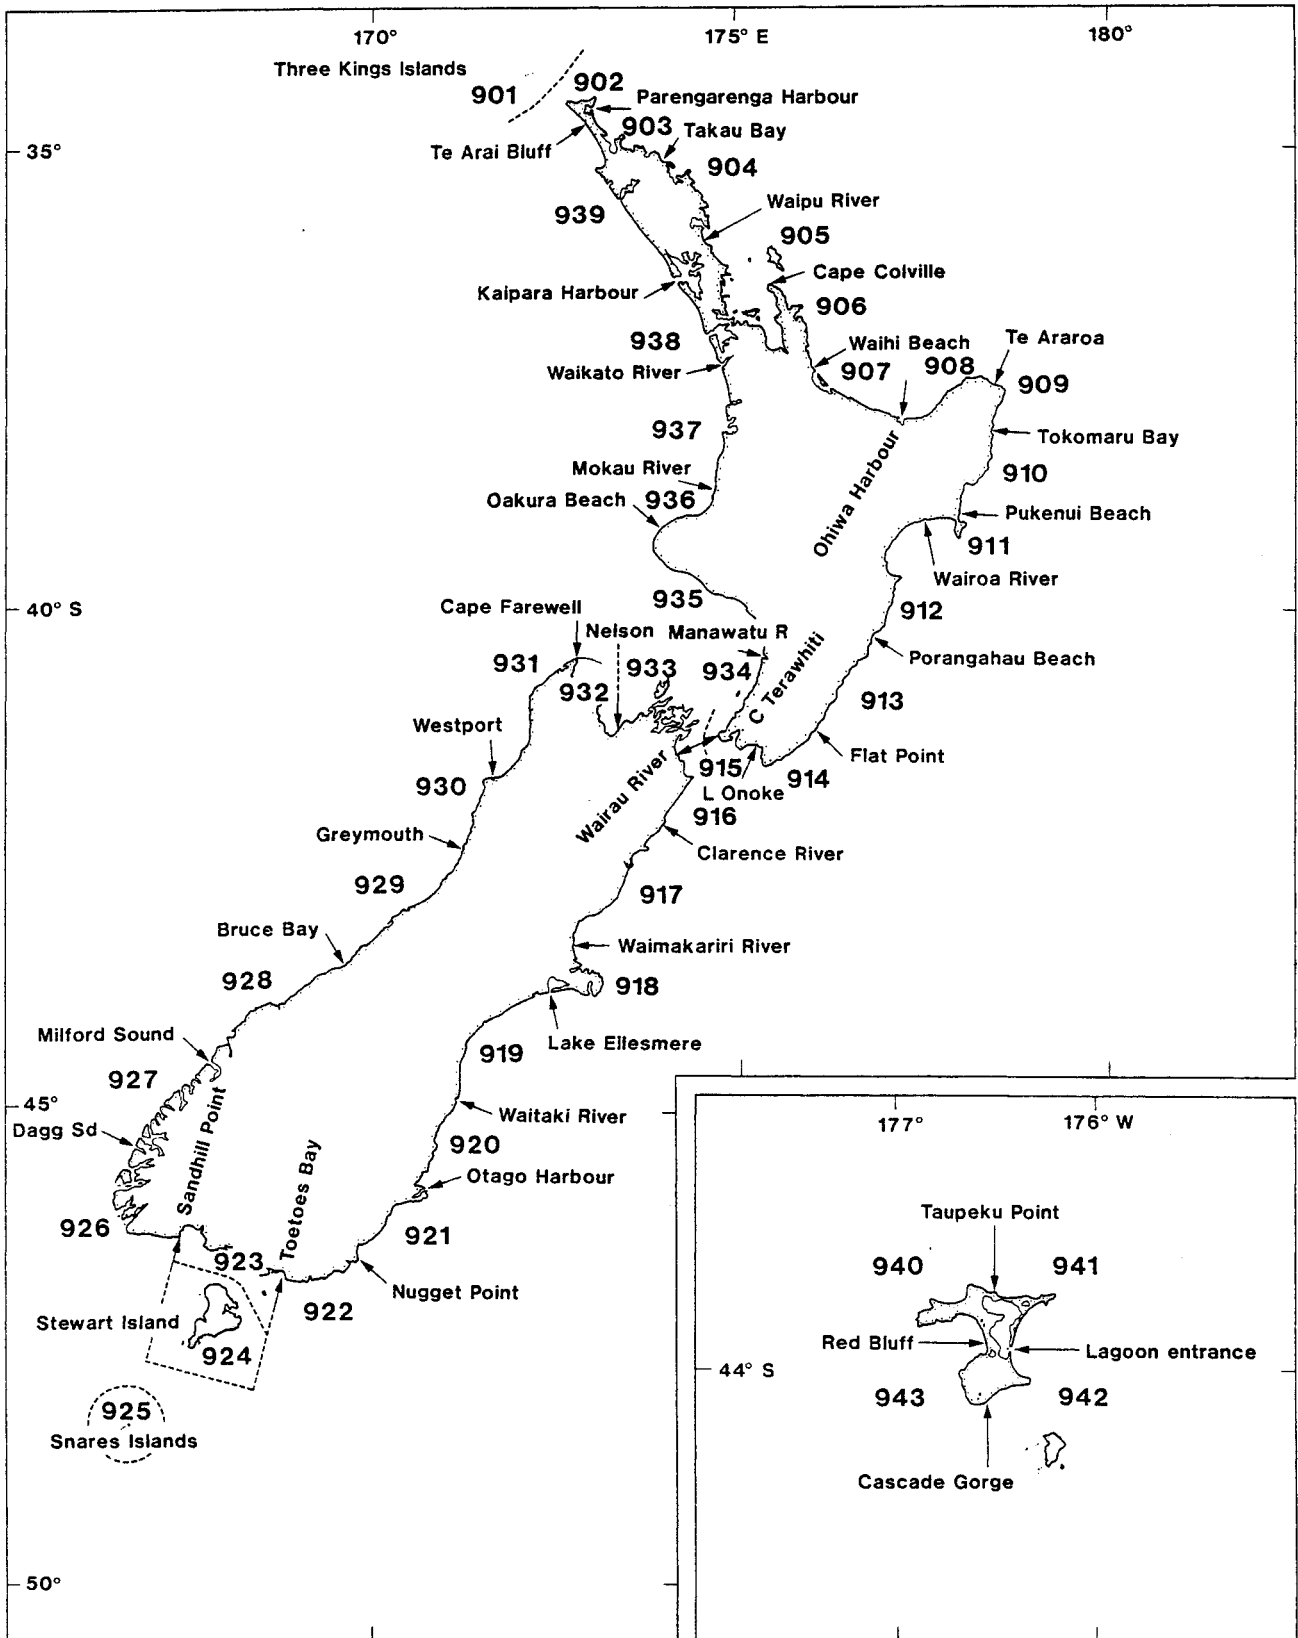 170°
175° E
180°
Three Kings Islands
901
902
Parengarenga Harbour
903
Takau Bay
35°
Te Arai Bluff
904
939
Waipu River
905
Cape Colville
Kaipara Harbour
906
938
Waihi Beach
Te Araroa
Waikato River
907
908
909
937
Tokomaru Bay
Mokau River
910
Oakura Beach
936
Ohiwa Harbour
Pukenui Beach
911
Wairoa River
935
912
40° S
Cape Farewell
Nelson
Manawatu R
931
933
934
C Terawhiti
Porangahau Beach
932
913
Westport
Flat Point
930
Wairau River
915
914
L Onoke
916
Greymouth
Clarence River
929
917
Bruce Bay
Waimakariri River
928
918
Milford Sound
Lake Ellesmere
919
927
45°
Waitaki River
Dagg Sd
Sandhill Point
920
Toetoes Bay
Otago Harbour
926
921
923
Nugget Point
922
Stewart Island
924
925
Snares Islands
50°
177°
176° W
Taupeku Point
940
941
Red Bluff
Lagoon entrance
44° S
943
942
Cascade Gorge